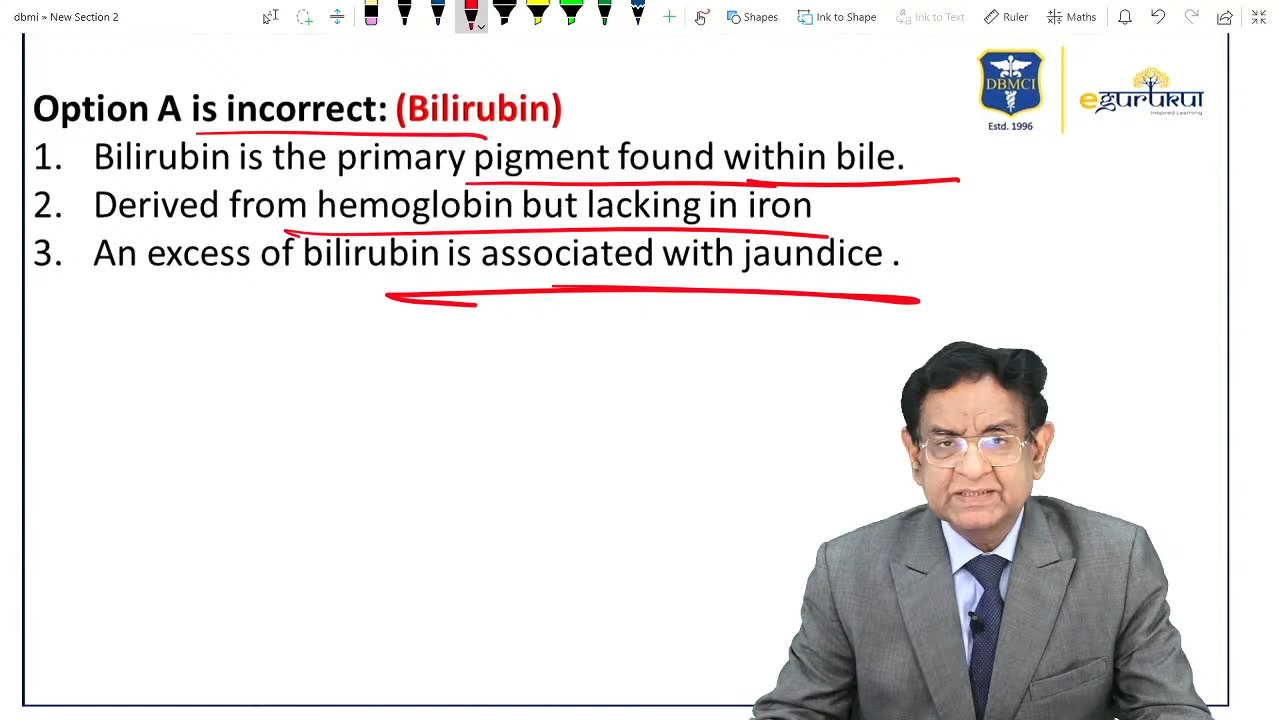 dbmi » New Section 2
Shapes
Ink to Shape
Ink to Text
Ruler
Maths
DBMCI
Estd. 1996
egurukul
Inspired Learning
Option A is incorrect: (Bilirubin)
1. Bilirubin is the primary pigment found within bile.
2. Derived from hemoglobin but lacking in iron
3. An excess of bilirubin is associated with jaundice .